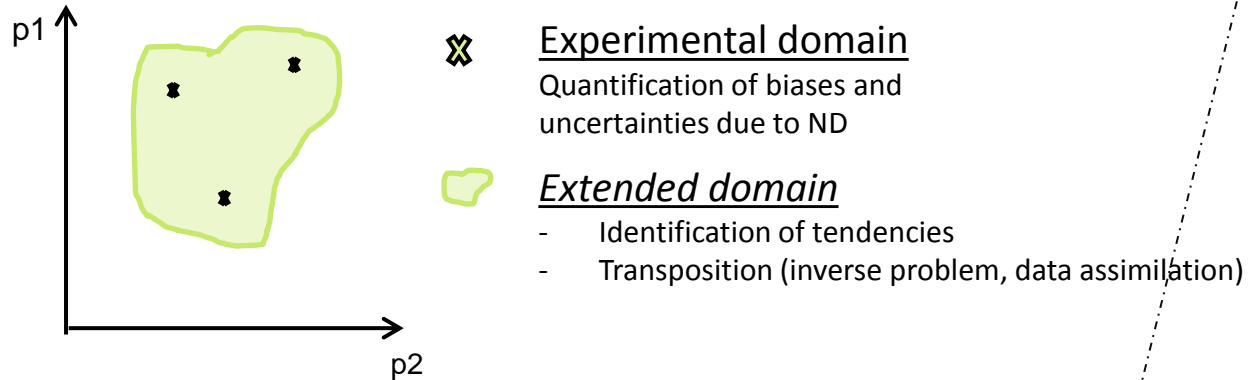 p1
Experimental domain
Quantification of biases and
uncertainties due to ND
Extended domain
- Identification of tendencies
- Transposition (inverse problem, data assimilation)
p2